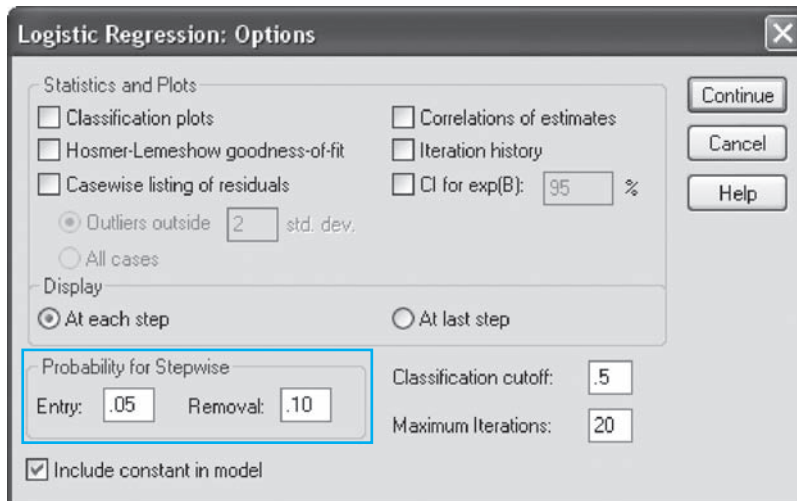 Logistic Regression: Options
Statistics and Plots
Classification plots
Correlations of estimates
Hosmer-Lemeshow goodness-of-fit
Iteration history
Casewise listing of residuals
CI for exp(B): 95 %
Outliers outside 2 std. dev.
All cases
Display
At each step
At last step
Probability for Stepwise
Entry: .05 Removal: .10
Classification cutoff: .5
Maximum Iterations: 20
Include constant in model
Continue
Cancel
Help